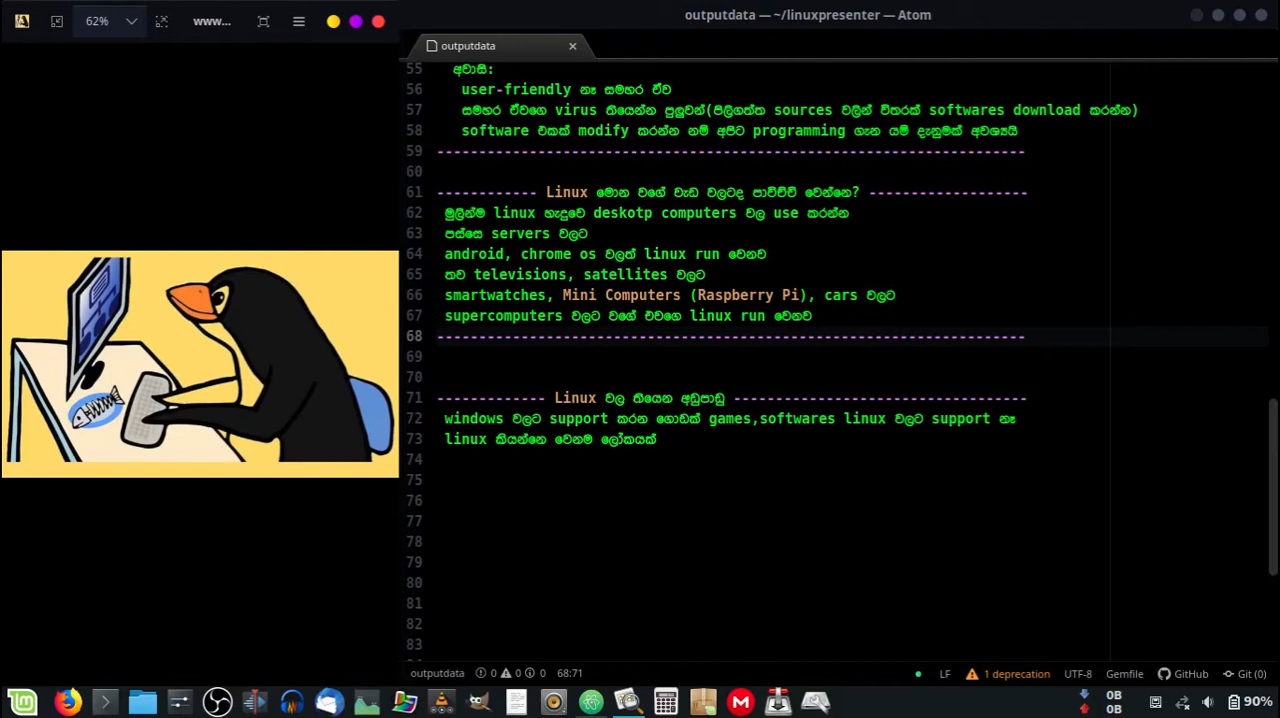 62%
www...
outputdata — ~/linuxpresenter — Atom
outputdata
55 අවාසි:
56 user-friendly නෑ සමහර ඒව
57 සමහර ඒවගෙ virus තියෙන්න පුලුවන්(පිලිගත්ත sources වලින් විතරක් softwares download කරන්න)
58 software එකක් modify කරන්න නම් අපිට programming ගැන යම් දැනුමක් අවශ්‍යයි
59 ----------------------------------------------------------------------
60
61 ------------ Linux මොන වගේ වැඩ වලටද පාවිච්චි වෙන්නෙ? -------------------
62 මුලින්ම linux හැදුවෙ deskotp computers වල use කරන්න
63 පස්සෙ servers වලට
64 android, chrome os වලත් linux run වෙනව
65 තව televisions, satellites වලට
66 smartwatches, Mini Computers (Raspberry Pi), cars වලට
67 supercomputers වලට වගේ එවගෙ linux run වෙනව
68 ----------------------------------------------------------------------
69
70
71 ------------- Linux වල තියෙන අඩුපාඩු -----------------------------------
72 windows වලට support කරන ගොඩක් games,softwares linux වලට support නෑ
73 linux කියන්නෙ වෙනම ලෝකයක්
74
75
76
77
78
79
80
81
82
83
outputdata 0 0 0 68:71 LF 1 deprecation UTF-8 Gemfile GitHub Git (0)
0B
0B
90%